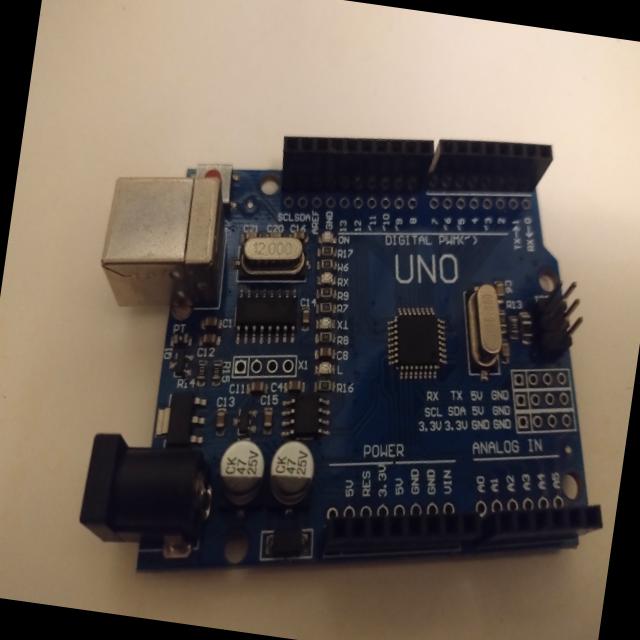 SCL SDA AREF GND 13 12 ~11 ~10 ~9 8 7 ~6 ~5 4 ~3 2 TX→1 RX←0
DIGITAL PWM(~)
UNO
12.000
ON
R17
RX
R9
R7
R8
C8
L
R16
C14
R13
C12
R14
X1
C11 C4
C13 C15
RX TX 5V GND
SCL SDA 5V GND
3.3V 3.3V GND GND
POWER
ANALOG IN
5V RES 3.3V 5V GND GND VIN A0 A1 A2 A3 A4 A5
CK
47
25V
CK
47
25V